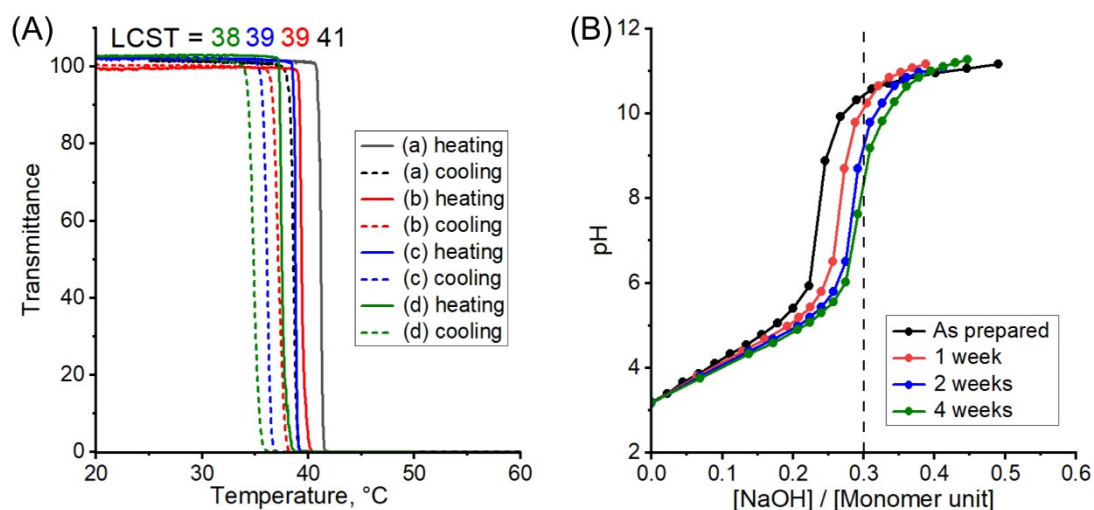 (A)
LCST = 38 39 39 41
100
80
60
40
20
0
20
30
40
50
60
Transmittance
Temperature, °C
(a) heating
(a) cooling
(b) heating
(b) cooling
(c) heating
(c) cooling
(d) heating
(d) cooling
(B)
12
10
8
6
4
2
0.0
0.1
0.2
0.3
0.4
0.5
0.6
pH
[NaOH] / [Monomer unit]
As prepared
1 week
2 weeks
4 weeks